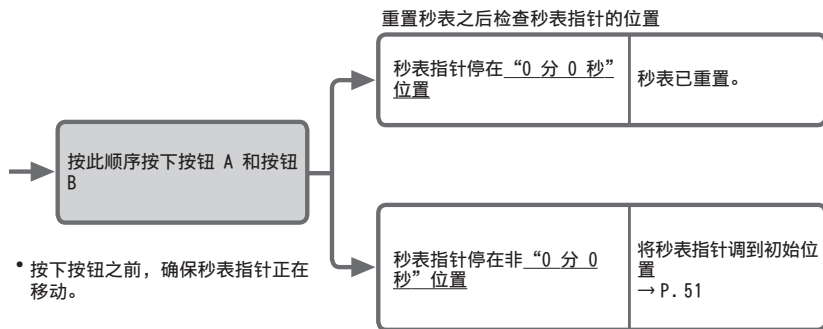 重置秒表之后检查秒表指针的位置
秒表指针停在“0 分 0 秒”
位置
秒表已重置。
按此顺序按下按钮 A 和按钮
B
秒表指针停在非“0 分 0
秒”位置
将秒表指针调到初始位
置
→ P. 51
• 按下按钮之前，确保秒表指针正在
移动。